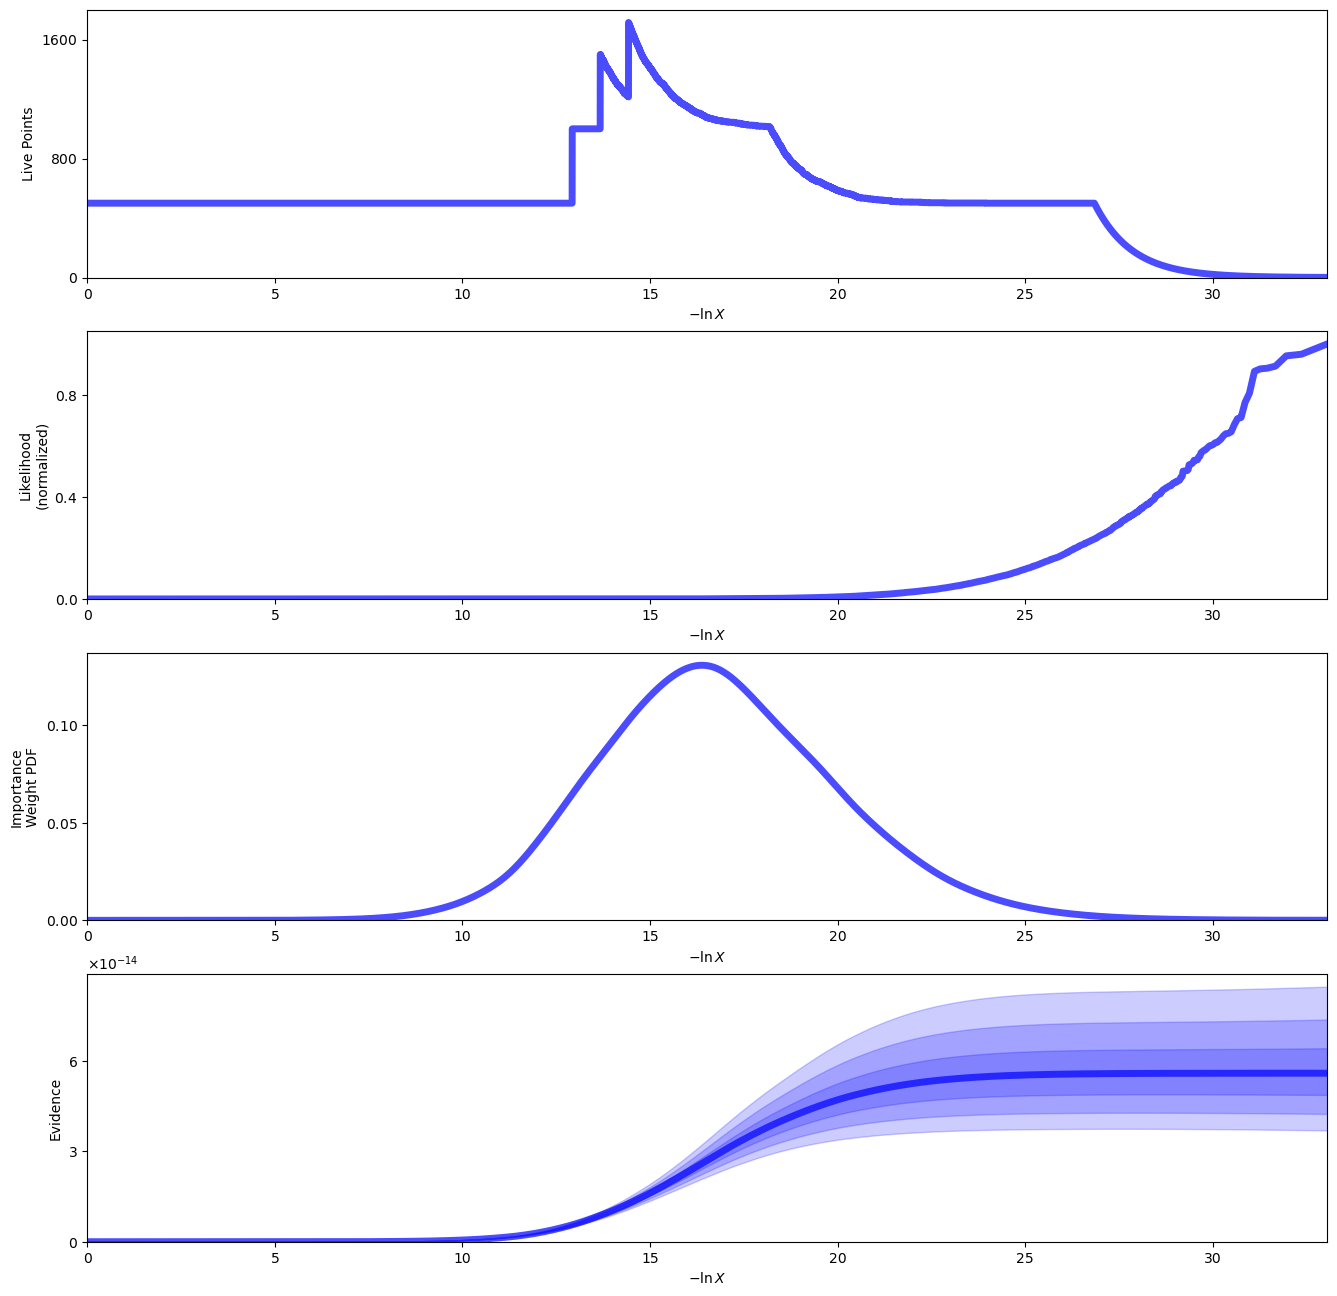 1600
800
0
Live Points
0 5 10 15 20 25 30
−ln X
0.8
0.4
0.0
Likelihood
(normalized)
0 5 10 15 20 25 30
−ln X
0.10
0.05
0.00
Importance
Weight PDF
0 5 10 15 20 25 30
−ln X
×10⁻¹⁴
6
3
0
Evidence
0 5 10 15 20 25 30
−ln X